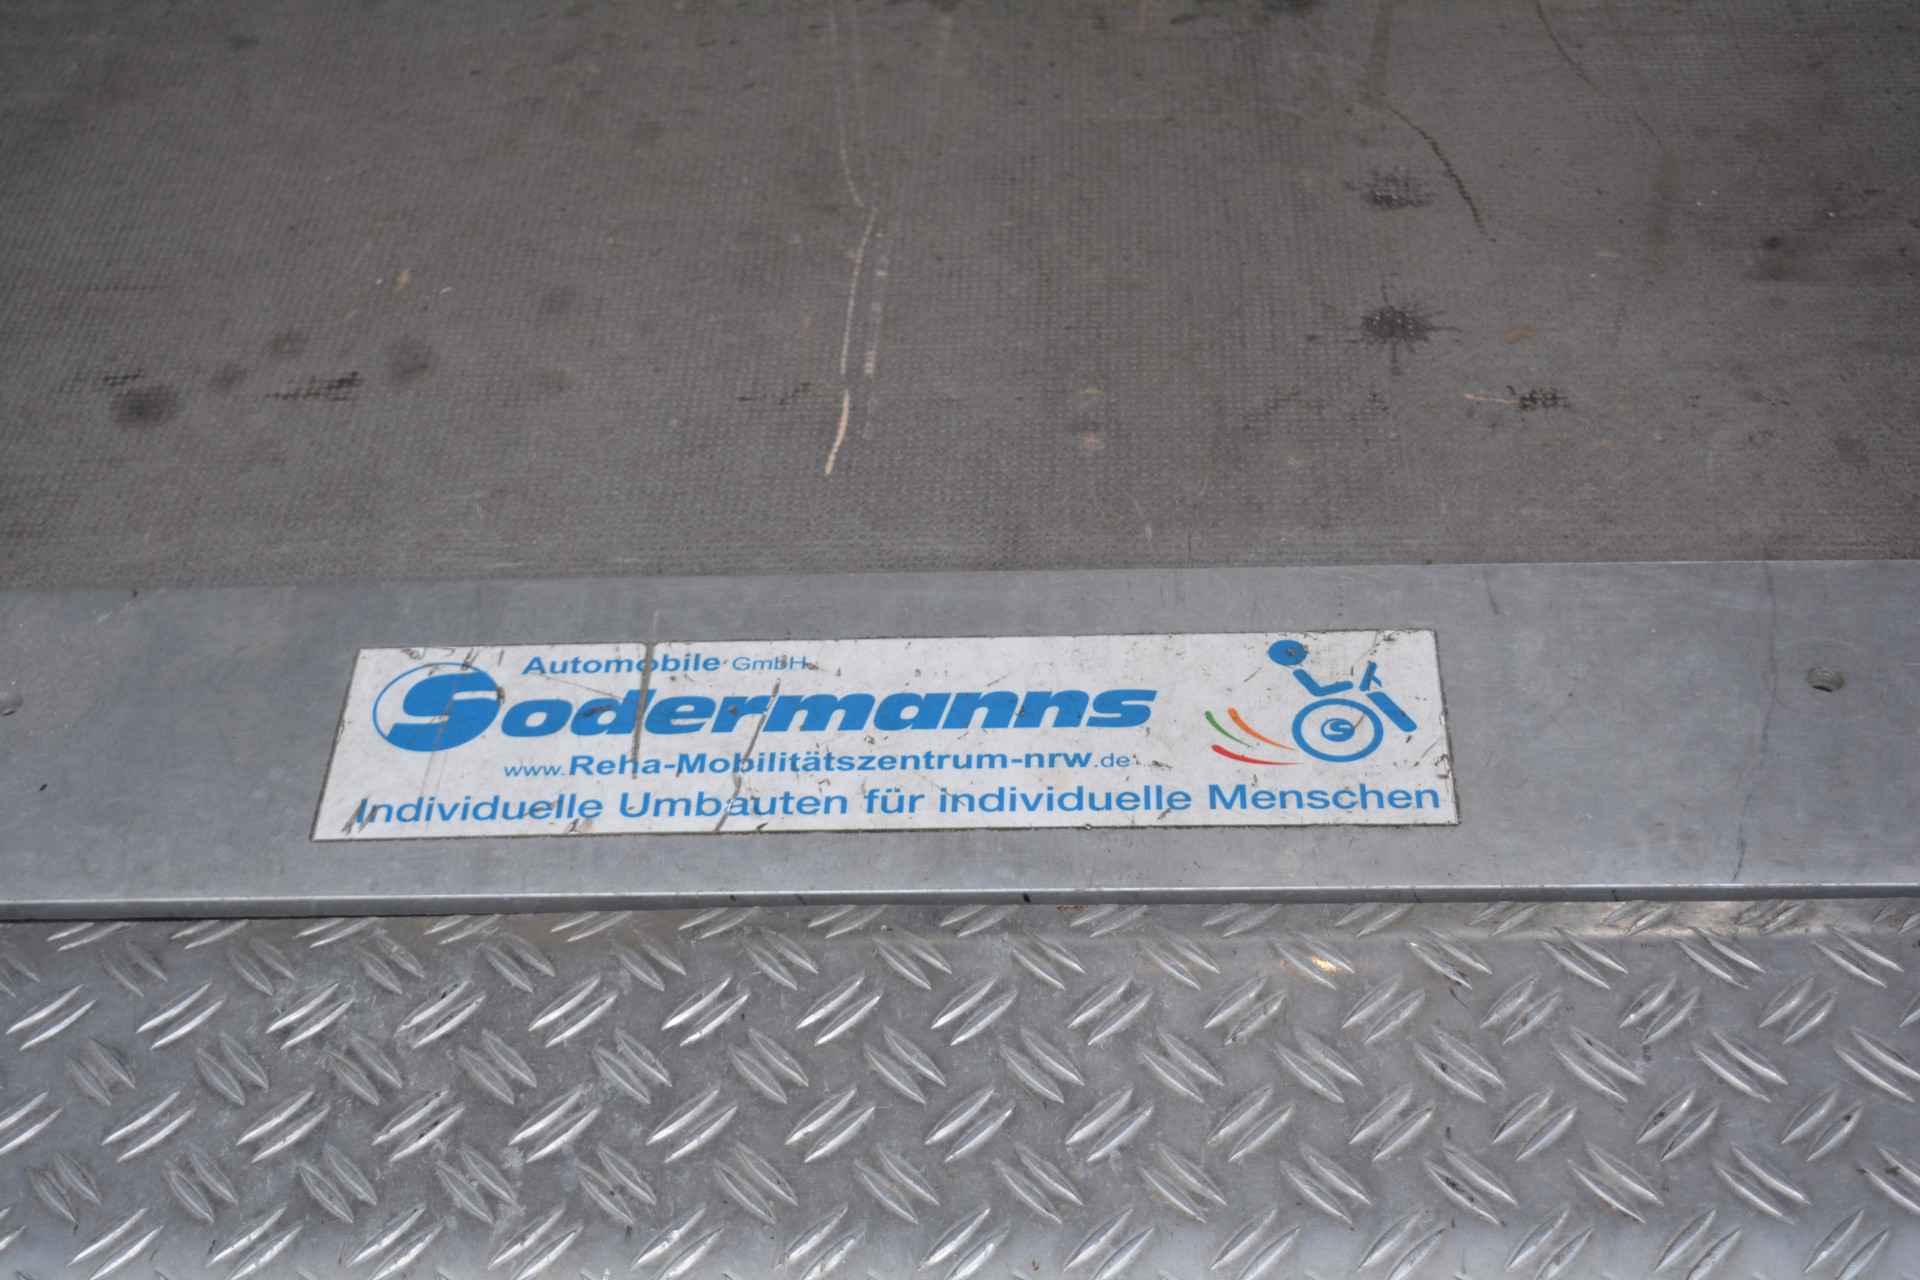 Automobile GmbH
Sodermanns
www.Reha-Mobilitätszentrum-nrw.de
Individuelle Umbauten für individuelle Menschen